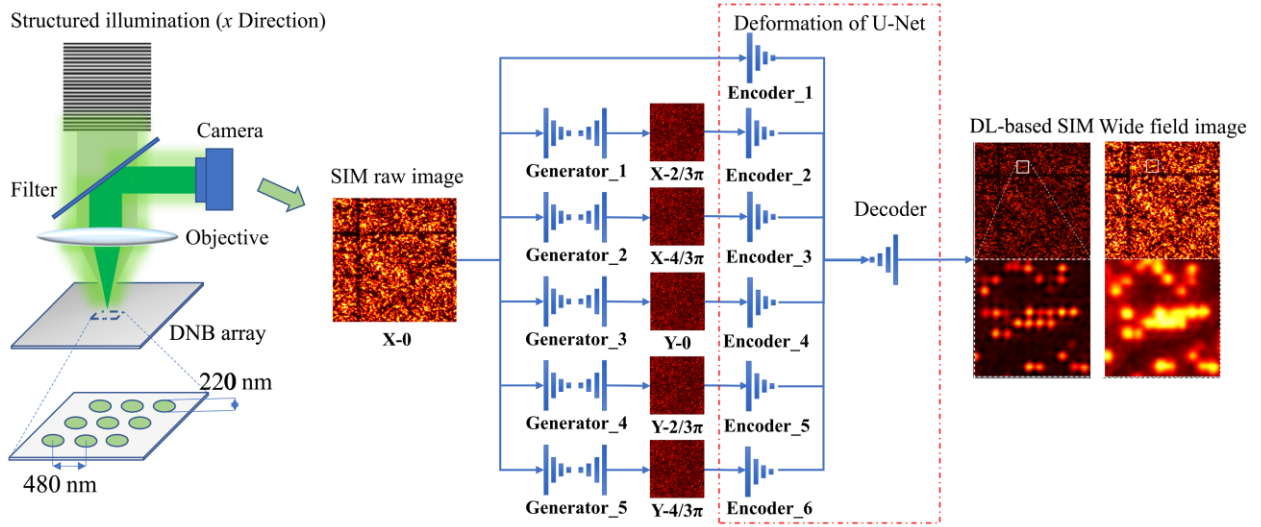 Structured illumination (x Direction)
Camera
Filter
Objective
DNB array
220 nm
480 nm
SIM raw image
X-0
Deformation of U-Net
Encoder_1
Generator_1
X-2/3π
Encoder_2
Generator_2
X-4/3π
Encoder_3
Generator_3
Y-0
Encoder_4
Generator_4
Y-2/3π
Encoder_5
Generator_5
Y-4/3π
Encoder_6
Decoder
DL-based SIM
Wide field image